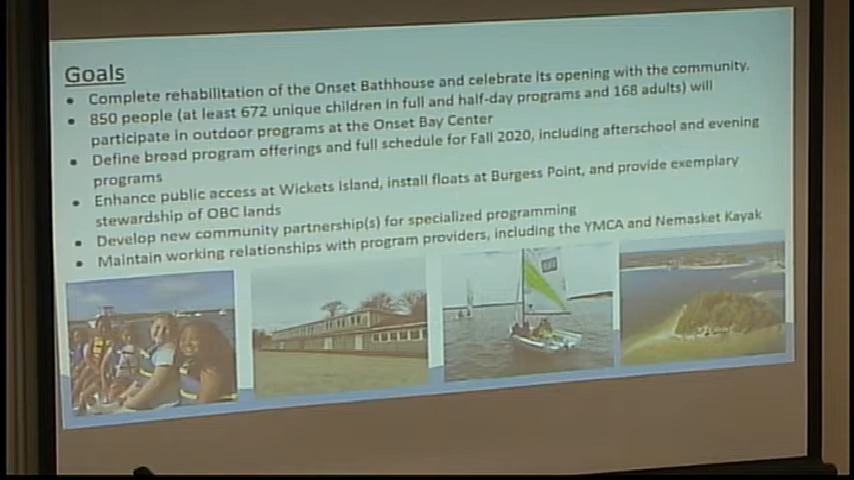 Goals
• Complete rehabilitation of the Onset Bathhouse and celebrate its opening with the community.
• 850 people (at least 672 unique children in full and half-day programs and 168 adults) will
participate in outdoor programs at the Onset Bay Center
• Define broad program offerings and full schedule for Fall 2020, including afterschool and evening
programs
• Enhance public access at Wickets Island, install floats at Burgess Point, and provide exemplary
stewardship of OBC lands
• Develop new community partnership(s) for specialized programming
• Maintain working relationships with program providers, including the YMCA and Nemasket Kayak